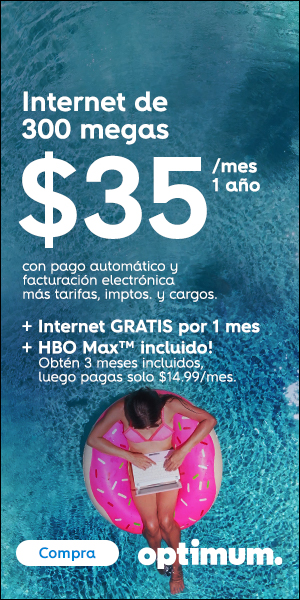 Internet de
300 megas
$35/mes
1 año
con pago automático y
facturación electrónica
más tarifas, imptos. y cargos.
+ Internet GRATIS por 1 mes
+ HBO Max™ incluido!
Obtén 3 meses incluidos,
luego pagas solo $14.99/mes.
Compra
optimum.